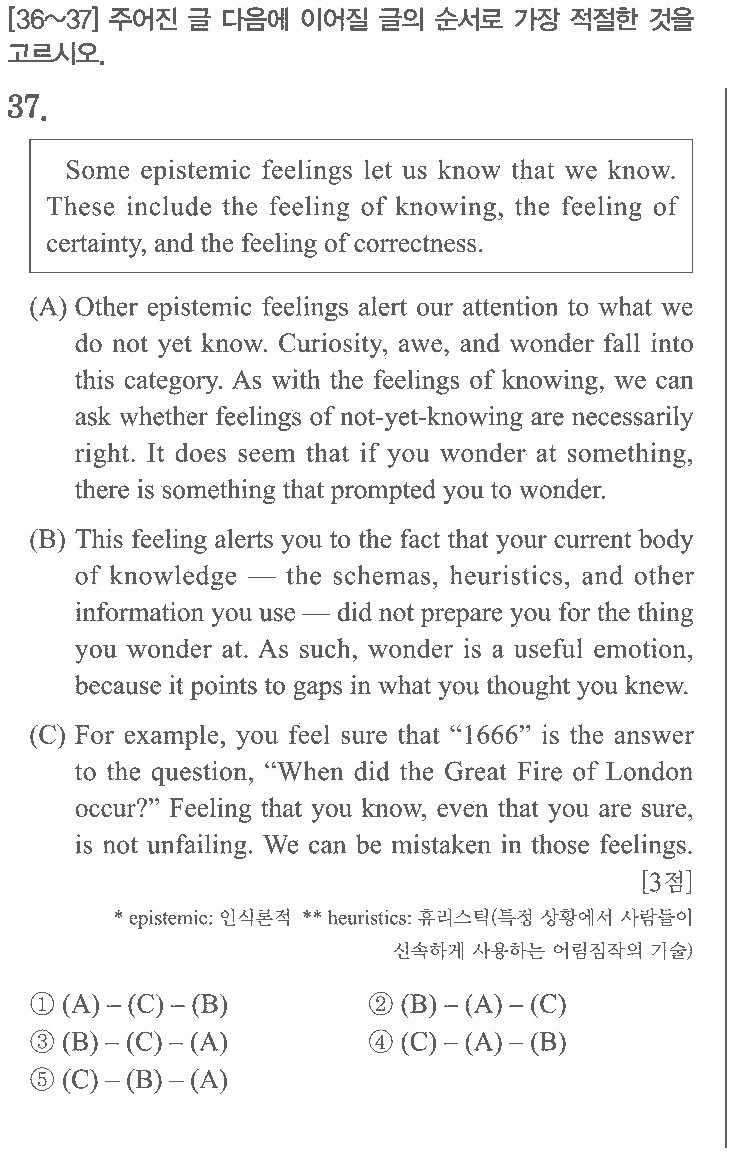 [36～37] 주어진 글 다음에 이어질 글의 순서로 가장 적절한 것을
고르시오.
37.
Some epistemic feelings let us know that we know.
These include the feeling of knowing, the feeling of
certainty, and the feeling of correctness.
(A) Other epistemic feelings alert our attention to what we
do not yet know. Curiosity, awe, and wonder fall into
this category. As with the feelings of knowing, we can
ask whether feelings of not-yet-knowing are necessarily
right. It does seem that if you wonder at something,
there is something that prompted you to wonder.
(B) This feeling alerts you to the fact that your current body
of knowledge — the schemas, heuristics, and other
information you use — did not prepare you for the thing
you wonder at. As such, wonder is a useful emotion,
because it points to gaps in what you thought you knew.
(C) For example, you feel sure that “1666” is the answer
to the question, “When did the Great Fire of London
occur?” Feeling that you know, even that you are sure,
is not unfailing. We can be mistaken in those feelings.
[3점]
* epistemic: 인식론적 ** heuristics: 휴리스틱(특정 상황에서 사람들이
신속하게 사용하는 어림짐작의 기술)
① (A) – (C) – (B) ② (B) – (A) – (C)
③ (B) – (C) – (A) ④ (C) – (A) – (B)
⑤ (C) – (B) – (A)